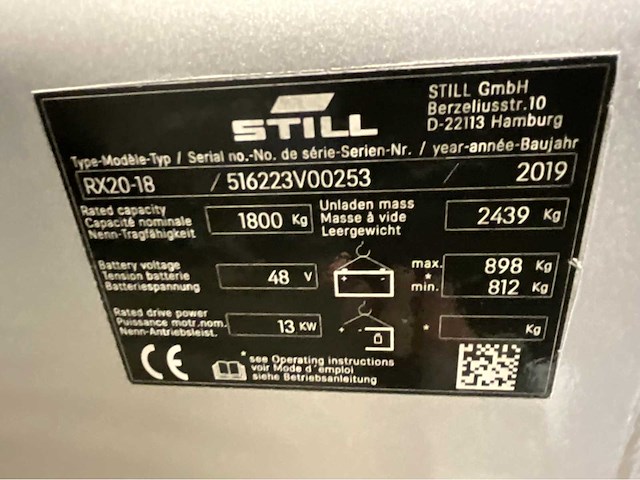 STILL
STILL GmbH
Berzeliusstr.10
D-22113 Hamburg
Type-Modèle-Typ / Serial no.-No. de série-Serien-Nr. / year-année-Baujahr
RX20-18 / 516223V00253 / 2019
Rated capacity
Capacité nominale
Nenn-Tragfähigkeit
1800 Kg
Unladen mass
Masse à vide
Leergewicht
2439 Kg
Battery voltage
Tension batterie
Batteriespannung
48 V
max. 898 Kg
*
min. 812 Kg
Rated drive power
Puissance motr.nom.
Nenn-Antriebsleist.
13 KW
* Kg
CE
*see Operating instructions
voir Mode d'emploi
siehe Betriebsanleitung